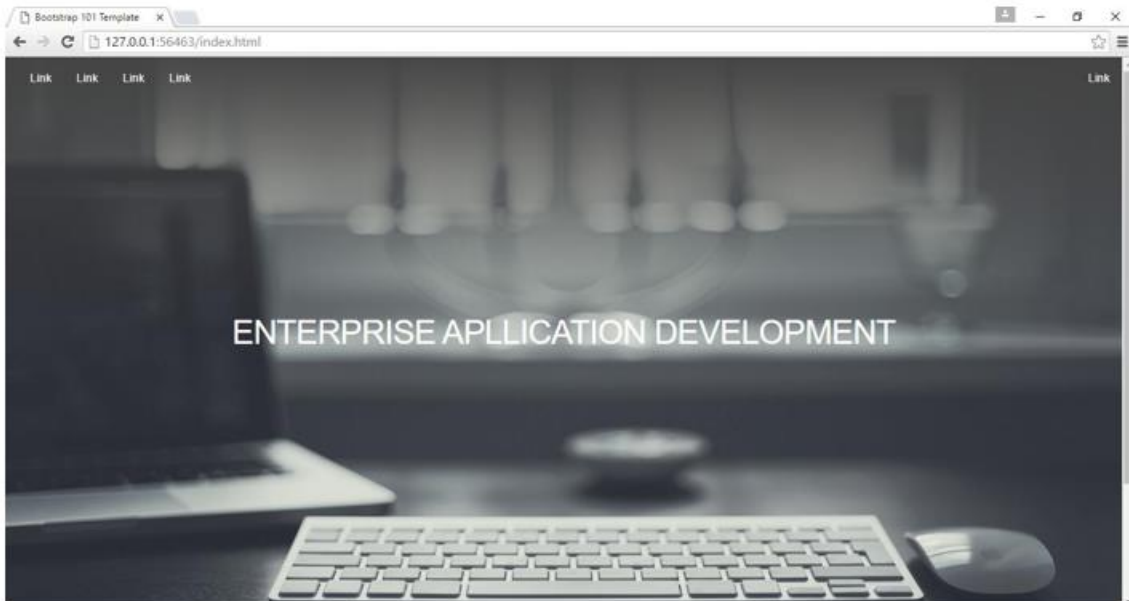 Bootstrap 101 Template
127.0.0.1:56463/index.html
Link Link Link Link Link
ENTERPRISE APLLICATION DEVELOPMENT